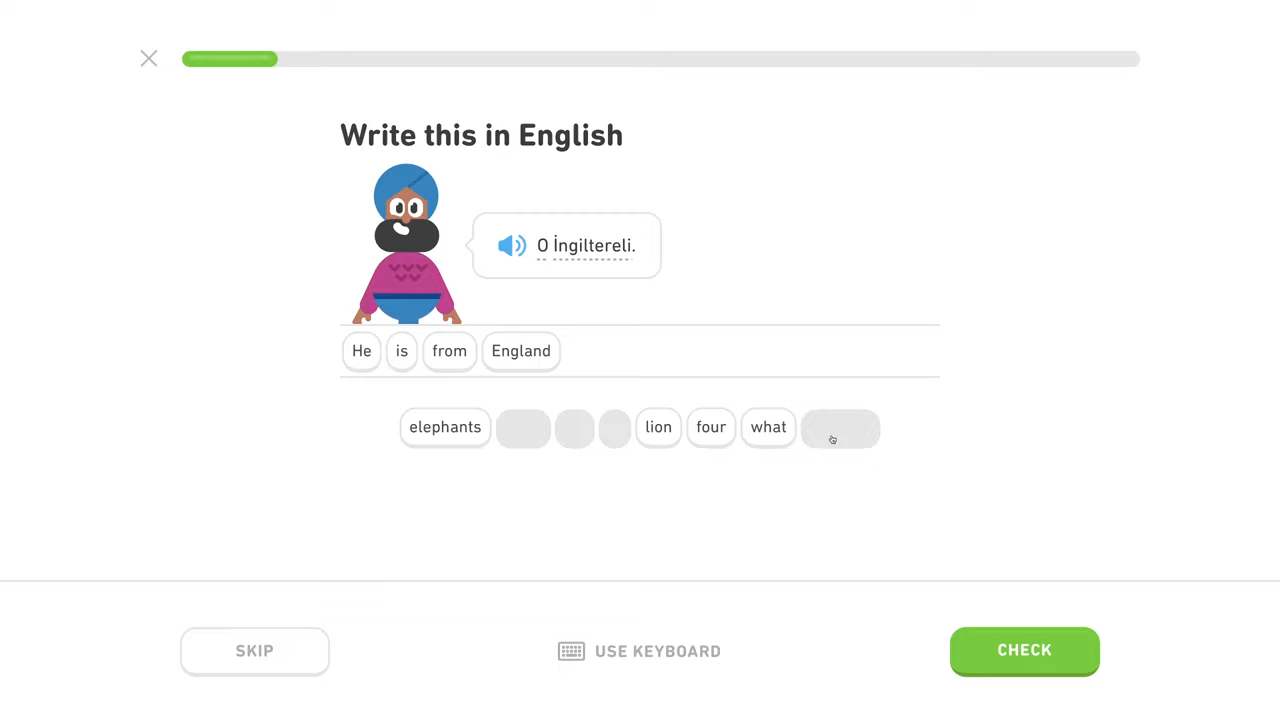 Write this in English
O İngiltereli.
He is from England
elephants lion four what
SKIP USE KEYBOARD CHECK